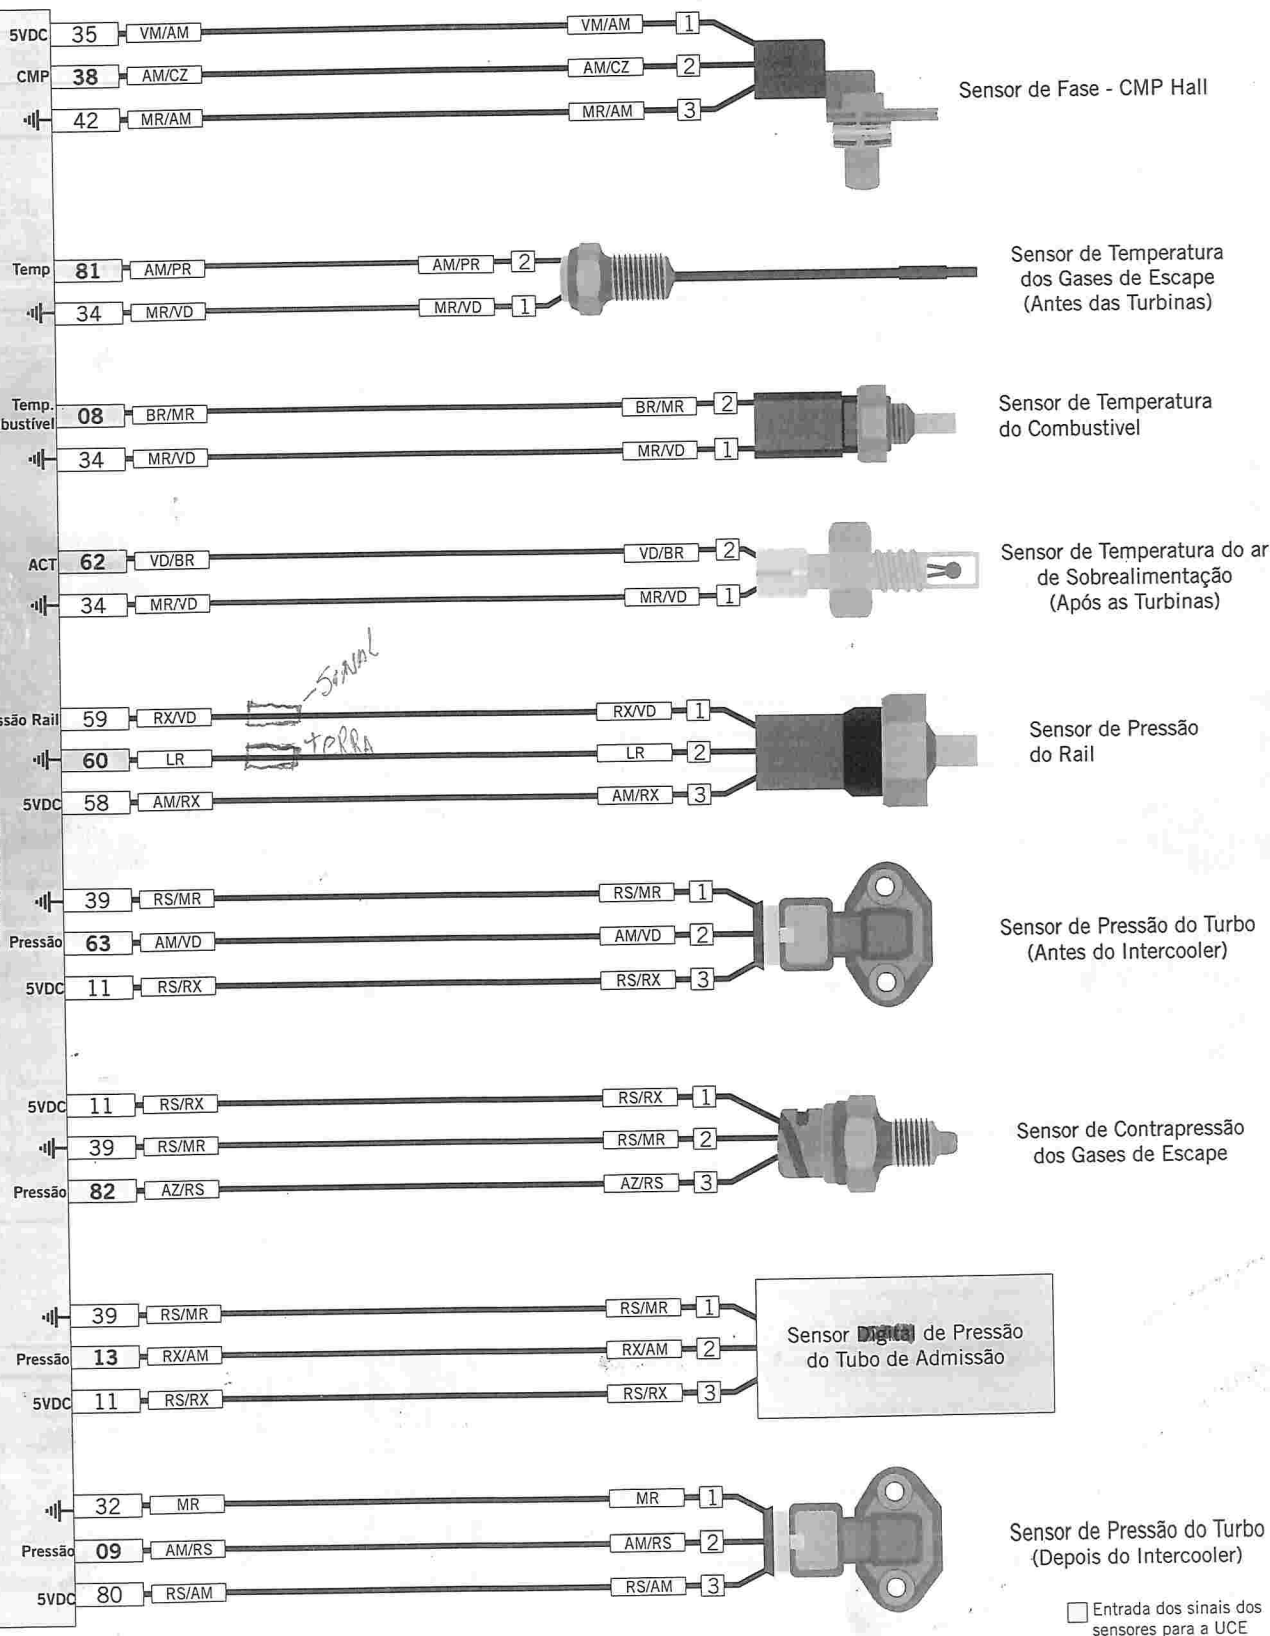 5VDC 35 VM/AM VM/AM 1
CMP 38 AM/CZ AM/CZ 2
42 MR/AM MR/AM 3
Sensor de Fase - CMP Hall
Temp 81 AM/PR AM/PR 2
34 MR/VD MR/VD 1
Sensor de Temperatura
dos Gases de Escape
(Antes das Turbinas)
Temp.
bustível 08 BR/MR BR/MR 2
34 MR/VD MR/VD 1
Sensor de Temperatura
do Combustivel
ACT 62 VD/BR VD/BR 2
34 MR/VD MR/VD 1
Sensor de Temperatura do ar
de Sobrealimentação
(Após as Turbinas)
- SINAL
ssão Rail 59 RX/VD RX/VD 1
TERRA
60 LR LR 2
5VDC 58 AM/RX AM/RX 3
Sensor de Pressão
do Rail
39 RS/MR RS/MR 1
Pressão 63 AM/VD AM/VD 2
5VDC 11 RS/RX RS/RX 3
Sensor de Pressão do Turbo
(Antes do Intercooler)
5VDC 11 RS/RX RS/RX 1
39 RS/MR RS/MR 2
Pressão 82 AZ/RS AZ/RS 3
Sensor de Contrapressão
dos Gases de Escape
39 RS/MR RS/MR 1
Pressão 13 RX/AM RX/AM 2
5VDC 11 RS/RX RS/RX 3
Sensor Digital de Pressão
do Tubo de Admissão
32 MR MR 1
Pressão 09 AM/RS AM/RS 2
5VDC 80 RS/AM RS/AM 3
Sensor de Pressão do Turbo
(Depois do Intercooler)
Entrada dos sinais dos
sensores para a UCE